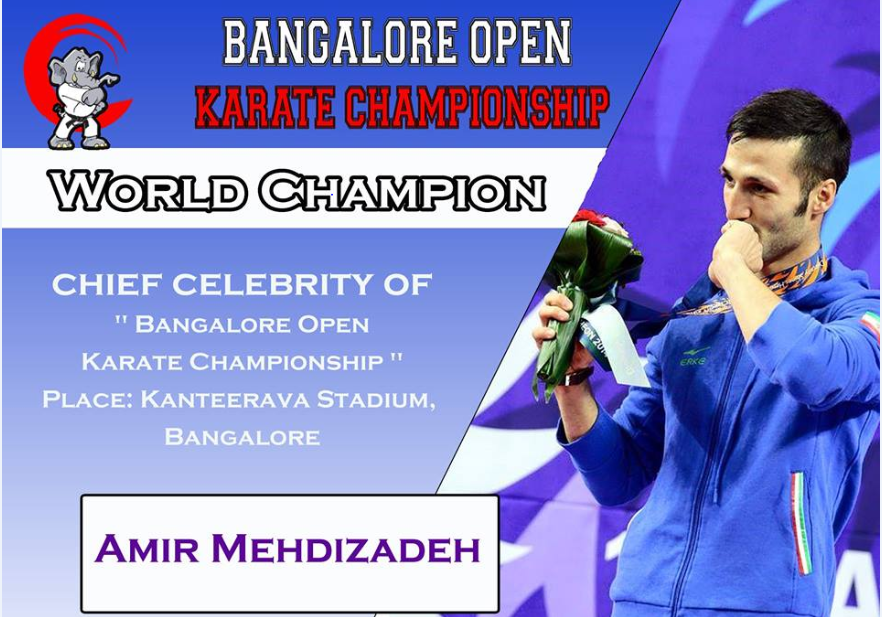 BANGALORE OPEN
KARATE CHAMPIONSHIP
WORLD CHAMPION
CHIEF CELEBRITY OF
" BANGALORE OPEN
KARATE CHAMPIONSHIP "
PLACE: KANTEERAVA STADIUM,
BANGALORE
AMIR MEHDIZADEH
ERKE
A